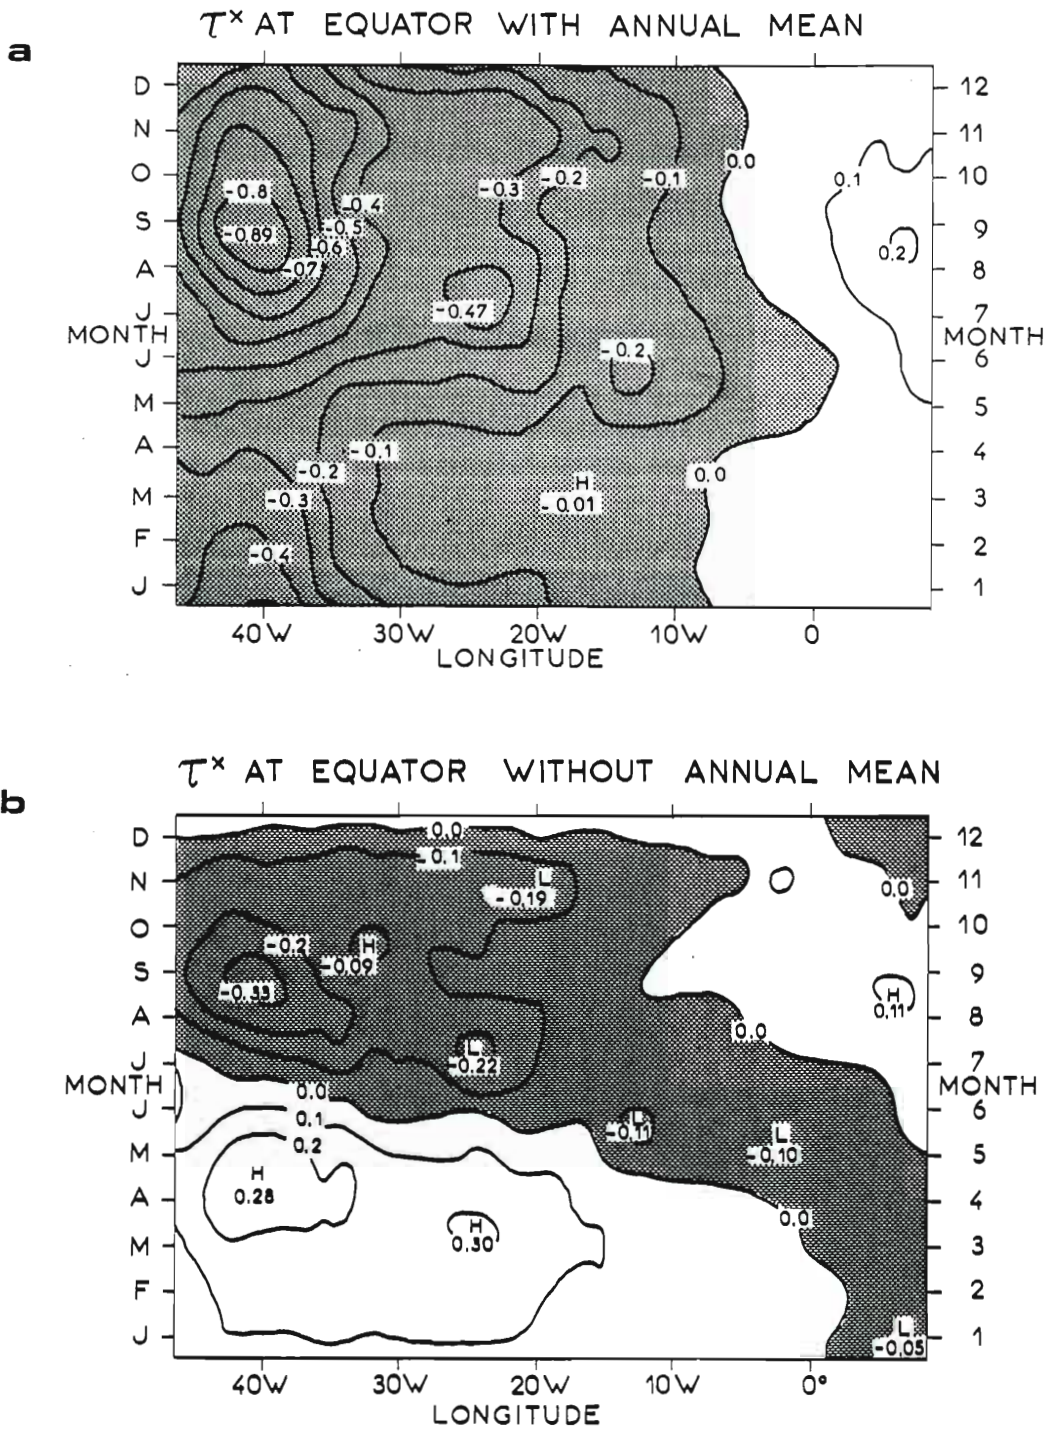 τˣ AT EQUATOR WITH ANNUAL MEAN
a
D 12
N 11
0.0
O -0.3 -0.2 -0.1 0.1 10
-0.8 -0.4
S -0.89 -0.5 9
-0.6 0.2
A -0.7 8
J -0.47 7
MONTH MONTH
J -0.2 6
M 5
A -0.1 4
-0.2 0.0
H
M -0.3 -0.01 3
F -0.4 2
J 1
40W 30W 20W 10W 0
LONGITUDE
τˣ AT EQUATOR WITHOUT ANNUAL MEAN
b
D 0.0 12
-0.1
N L 0.0 11
-0.19
O 10
-0.2 H
S -0.09 9
-0.33 H
0.11
A 0.0 8
L
J -0.22 7
MONTH MONTH
0.0
J 0.1 L 6
-0.11 L
M 0.2 -0.10 5
H
A 0.28 4
H 0.0
M 0.30 3
F 2
L
J -0.05 1
40W 30W 20W 10W 0°
LONGITUDE